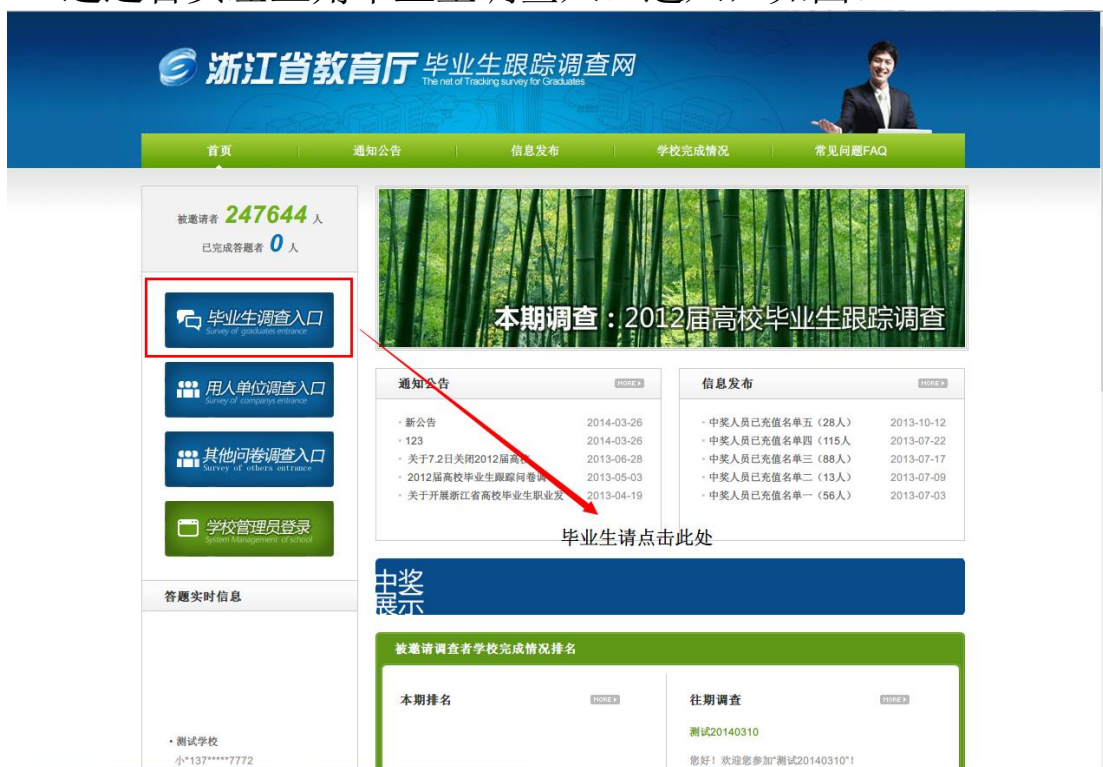 浙江省教育厅 毕业生跟踪调查网
The net of Tracking survey for Graduates
首页 通知公告 信息发布 学校完成情况 常见问题FAQ
被邀请者 247644 人
已完成答题者 0 人
毕业生调查入口
Survey of graduates entrance
用人单位调查入口
Survey of companys entrance
其他问卷调查入口
Survey of others entrance
学校管理员登录
System Management of school
答题实时信息
• 测试学校
小*137*****7772
本期调查：2012届高校毕业生跟踪调查
通知公告 MORE
· 新公告 2014-03-26
· 123 2014-03-26
· 关于7.2日关闭2012届高校 2013-06-28
· 2012届高校毕业生跟踪问卷调 2013-05-03
· 关于开展浙江省高校毕业生职业发 2013-04-19
信息发布 MORE
· 中奖人员已充值名单五（28人） 2013-10-12
· 中奖人员已充值名单四（115人 2013-07-22
· 中奖人员已充值名单三（88人） 2013-07-17
· 中奖人员已充值名单二（13人） 2013-07-09
· 中奖人员已充值名单一（56人） 2013-07-03
毕业生请点击此处
中奖
展示
被邀请调查者学校完成情况排名
本期排名 MORE
往期调查 MORE
测试20140310
您好！欢迎您参加"测试20140310"！